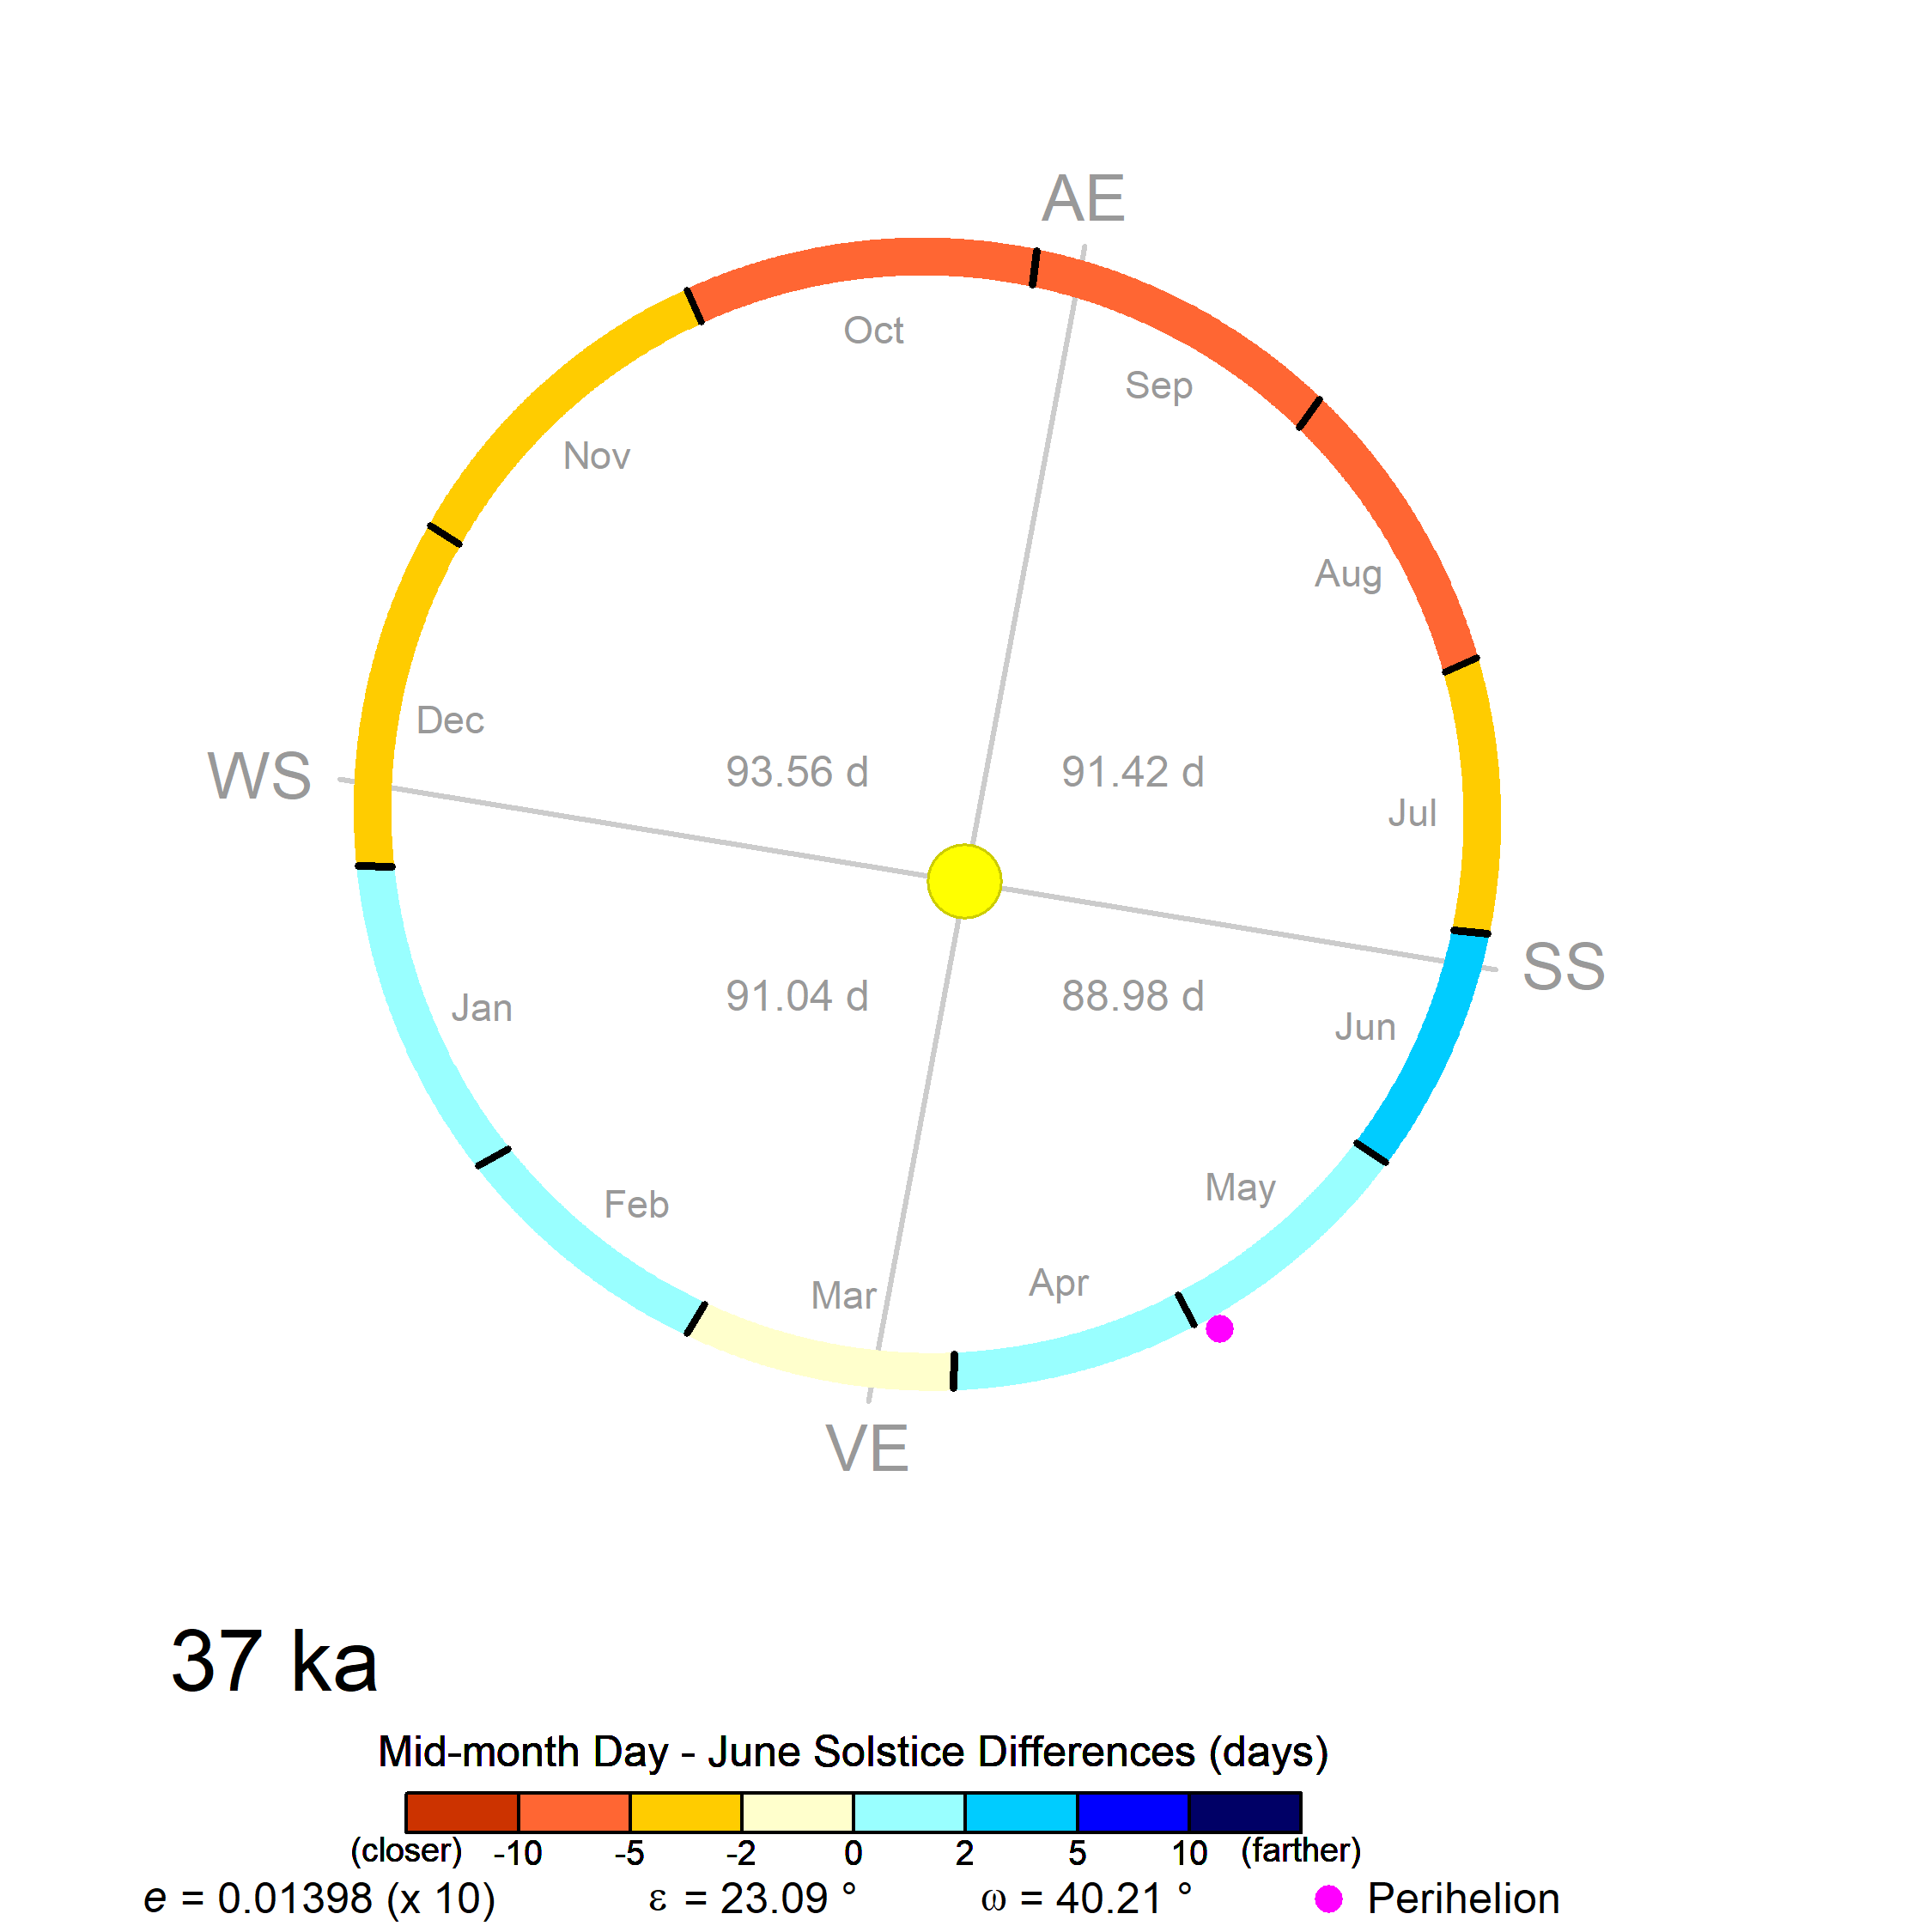 AE
Oct
Sep
Nov
Aug
Dec
WS
93.56 d
91.42 d
Jul
SS
Jan
91.04 d
88.98 d
Jun
Feb
May
Mar
Apr
VE
37 ka
Mid-month Day - June Solstice Differences (days)
(closer) -10 -5 -2 0 2 5 10 (farther)
e = 0.01398 (x 10) ε = 23.09 ° ω = 40.21 ° Perihelion